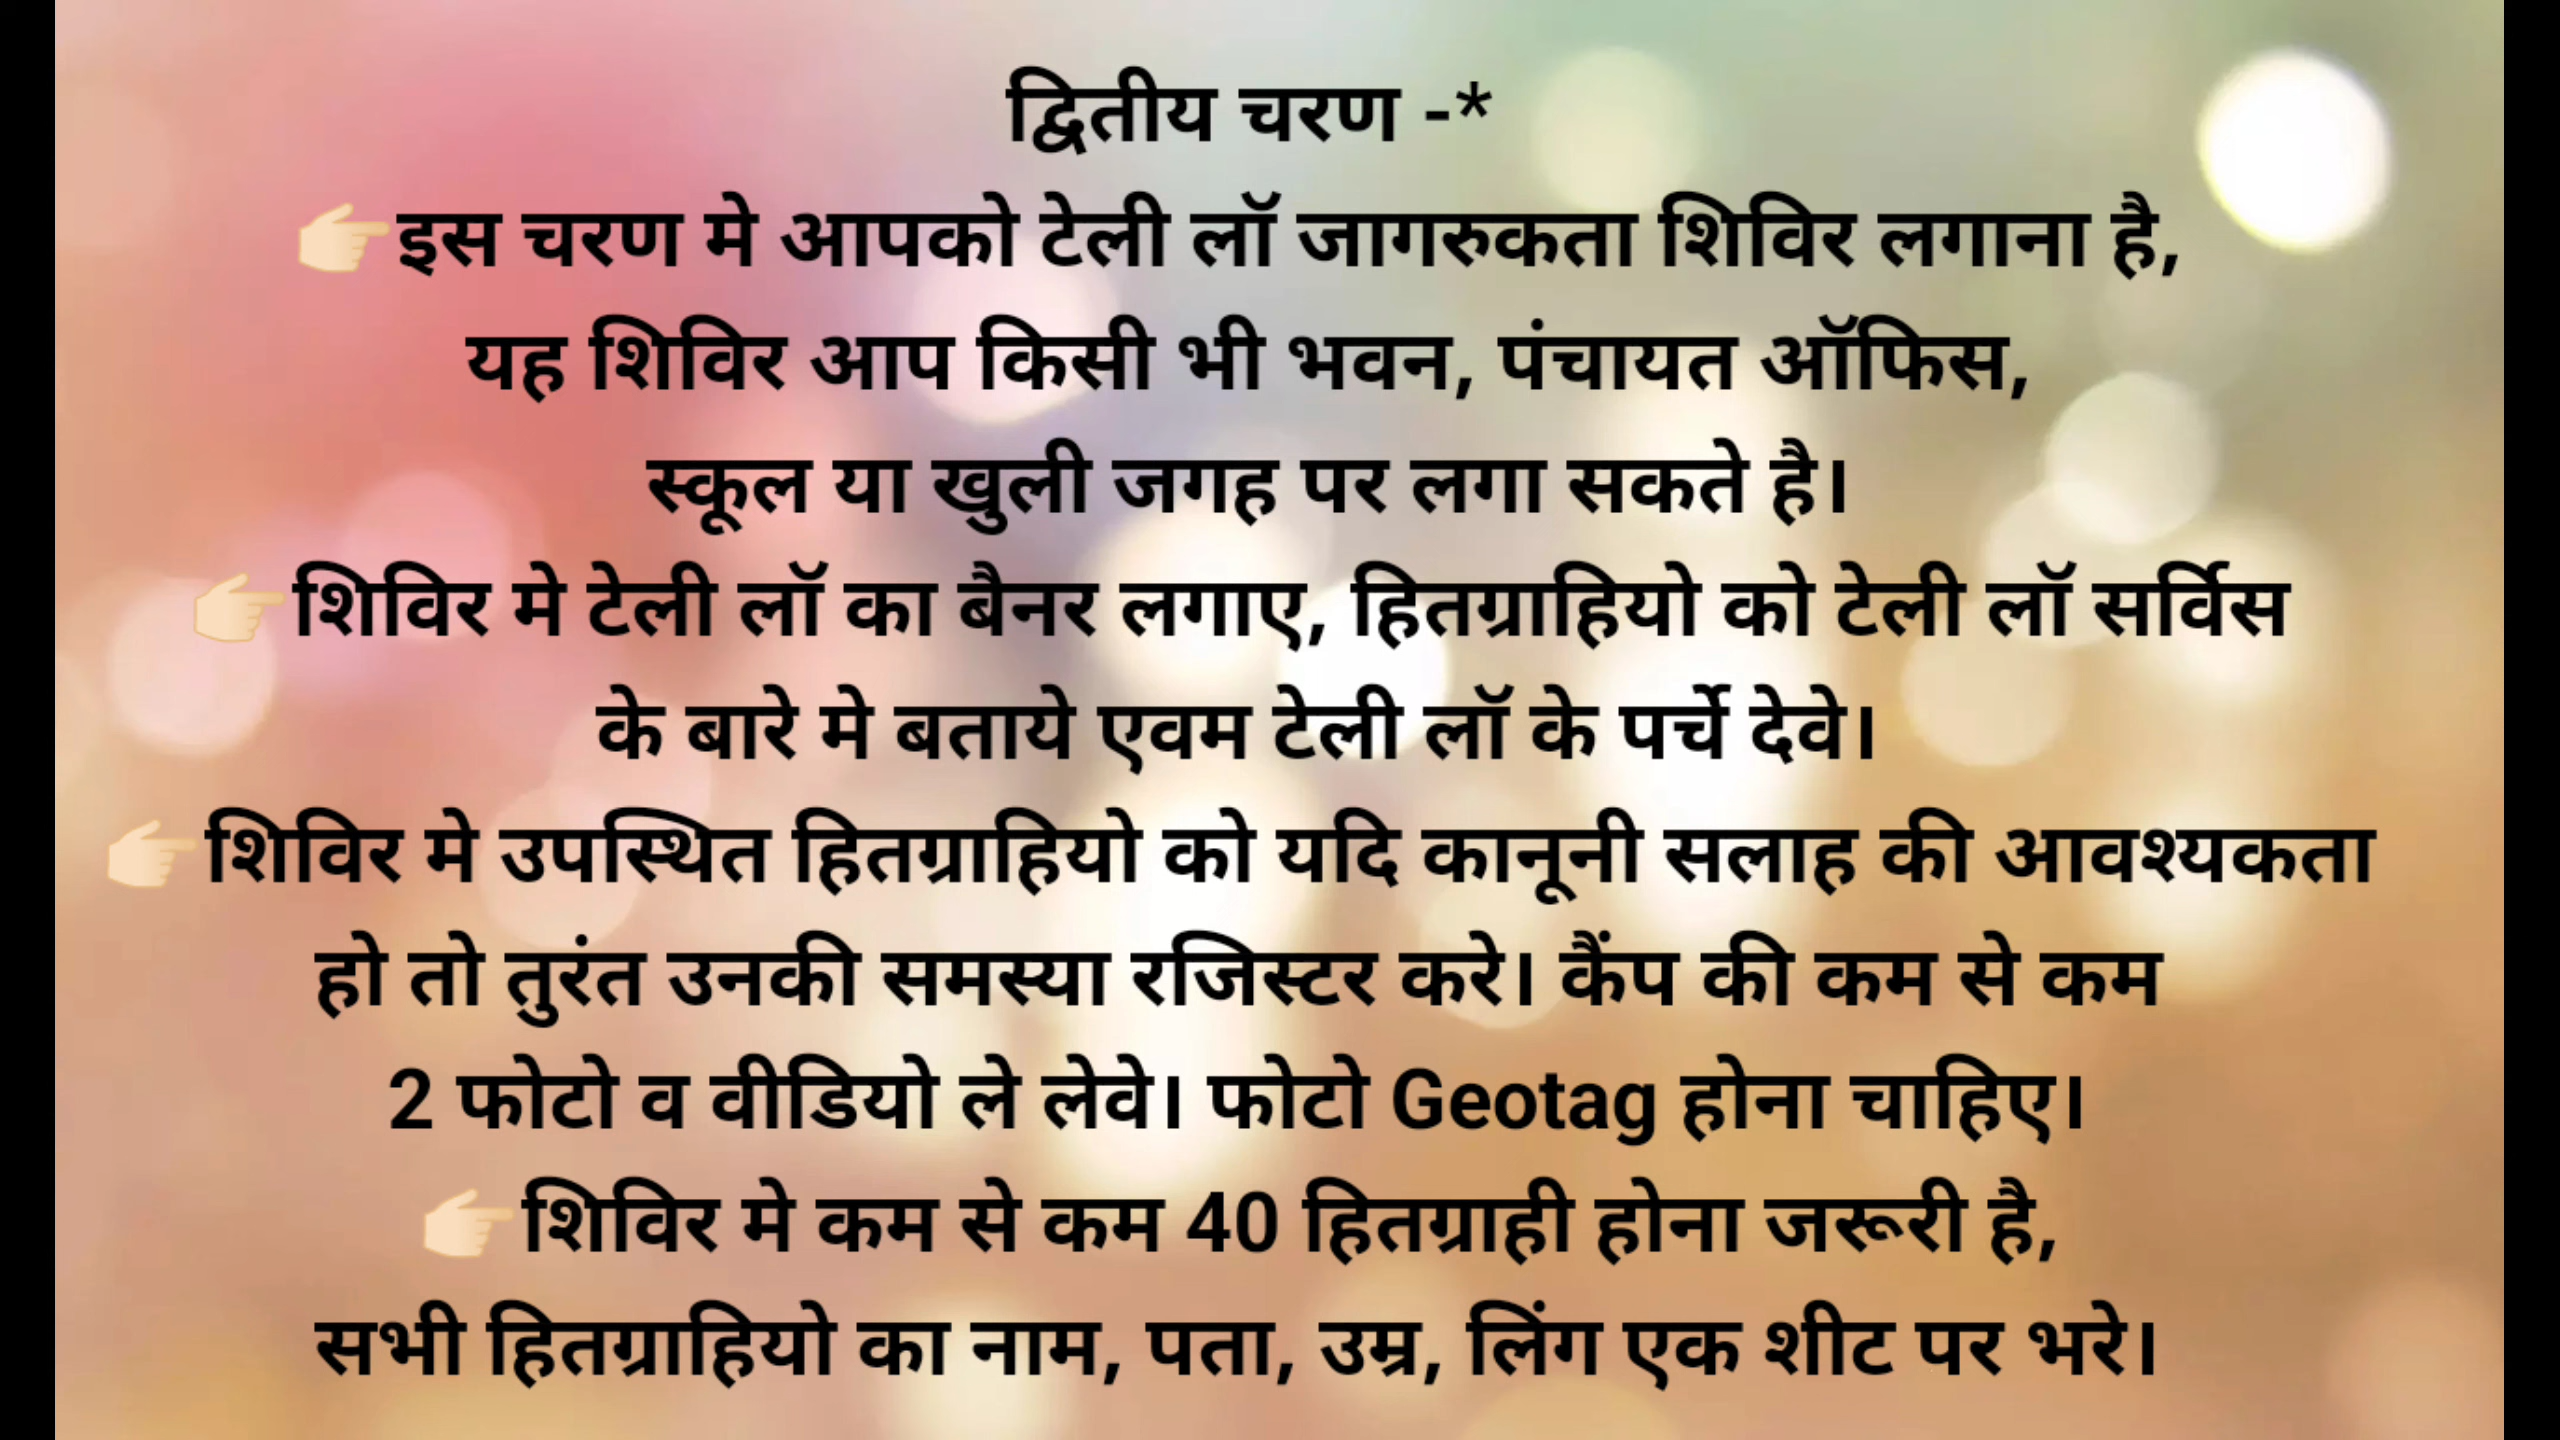 द्वितीय चरण -*
👉🏻इस चरण मे आपको टेली लॉ जागरुकता शिविर लगाना है,
यह शिविर आप किसी भी भवन, पंचायत ऑफिस,
स्कूल या खुली जगह पर लगा सकते है।
👉🏻शिविर मे टेली लॉ का बैनर लगाए, हितग्राहियो को टेली लॉ सर्विस
के बारे मे बताये एवम टेली लॉ के पर्चे देवे।
👉🏻शिविर मे उपस्थित हितग्राहियो को यदि कानूनी सलाह की आवश्यकता
हो तो तुरंत उनकी समस्या रजिस्टर करे। कैंप की कम से कम
2 फोटो व वीडियो ले लेवे। फोटो Geotag होना चाहिए।
👉🏻शिविर मे कम से कम 40 हितग्राही होना जरूरी है,
सभी हितग्राहियो का नाम, पता, उम्र, लिंग एक शीट पर भरे।